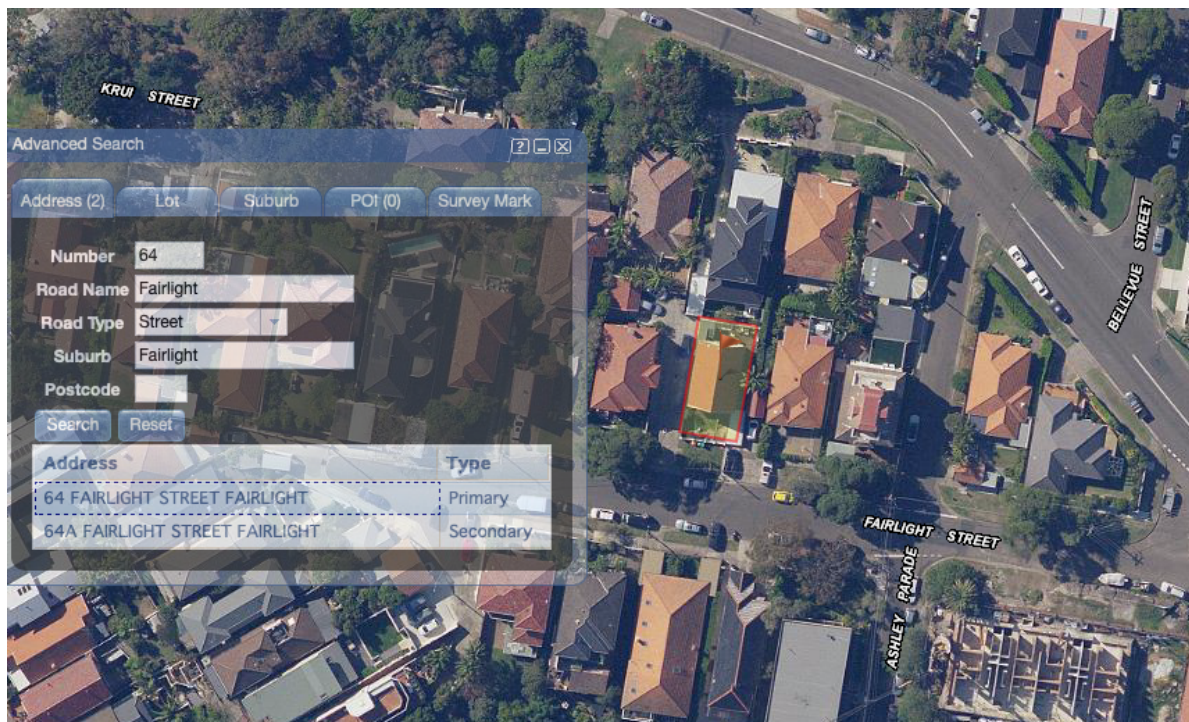 KRUI STREET
Advanced Search
Address (2) Lot Suburb POI (0) Survey Mark
Number 64
Road Name Fairlight
Road Type Street
Suburb Fairlight
Postcode
Search Reset
Address Type
64 FAIRLIGHT STREET FAIRLIGHT Primary
64A FAIRLIGHT STREET FAIRLIGHT Secondary
BELLEVUE STREET
FAIRLIGHT STREET
ASHLEY PARADE